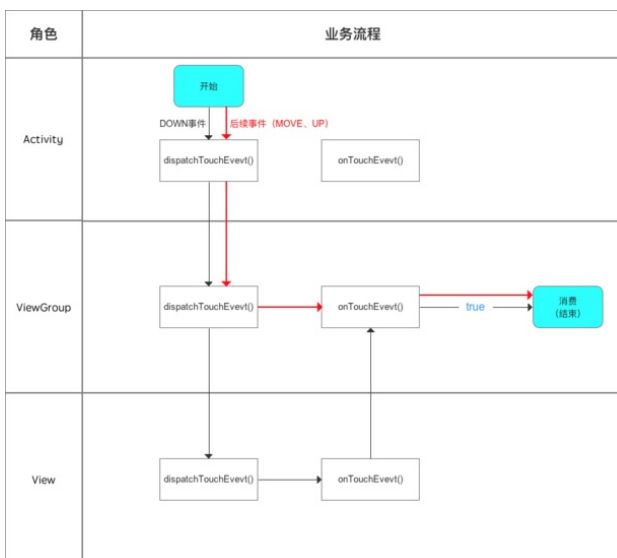 角色
业务流程
开始
DOWN事件
后续事件（MOVE、UP）
Activity
dispatchTouchEvevt()
onTouchEvevt()
ViewGroup
dispatchTouchEvevt()
onTouchEvevt()
true
消费
（结束）
View
dispatchTouchEvevt()
onTouchEvevt()